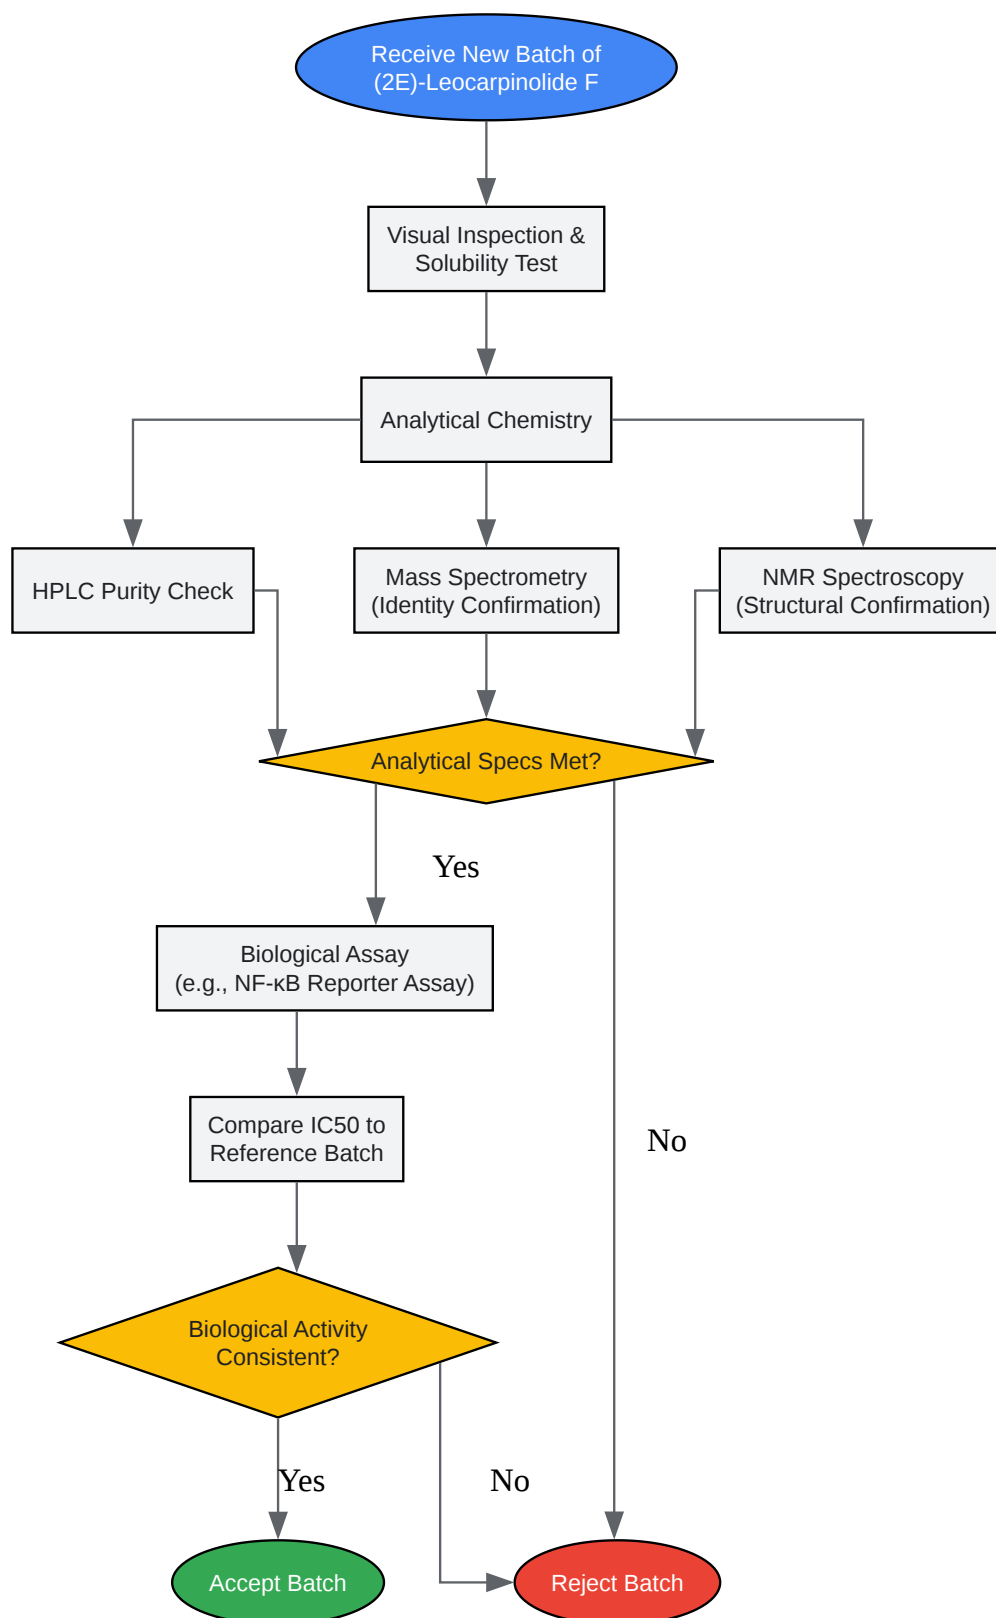 Receive New Batch of
(2E)-Leocarpinolide F
Visual Inspection &
Solubility Test
Analytical Chemistry
HPLC Purity Check
Mass Spectrometry
(Identity Confirmation)
NMR Spectroscopy
(Structural Confirmation)
Analytical Specs Met?
Yes
Biological Assay
(e.g., NF-κB Reporter Assay)
Compare IC50 to
Reference Batch
No
Biological Activity
Consistent?
Yes
No
Accept Batch
Reject Batch